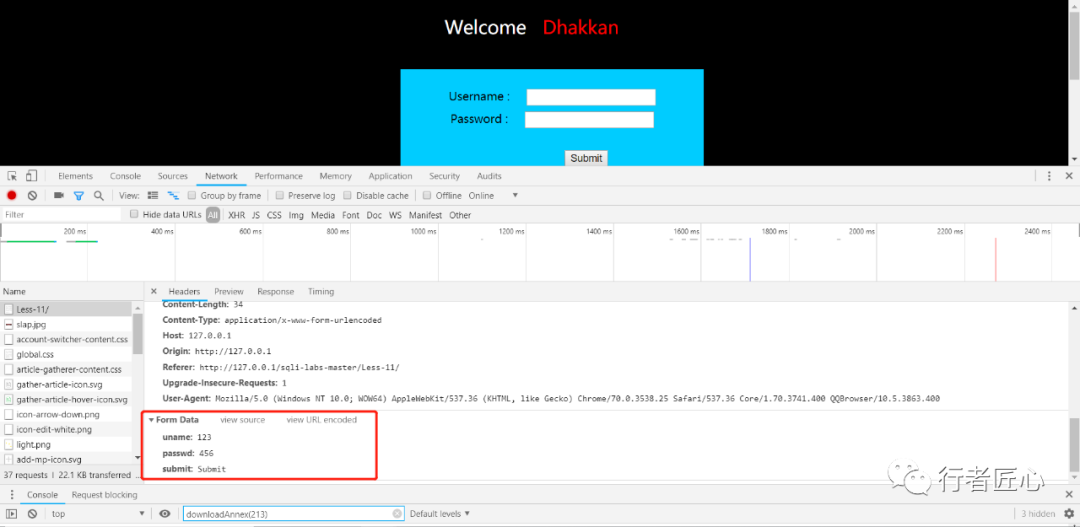 Welcome Dhakkan
Username :
Password :
Submit
Elements Console Sources Network Performance Memory Application Security Audits
View: Group by frame Preserve log Disable cache Offline Online
Filter Hide data URLs All XHR JS CSS Img Media Font Doc WS Manifest Other
200 ms 400 ms 600 ms 800 ms 1000 ms 1200 ms 1400 ms 1600 ms 1800 ms 2000 ms 2200 ms 2400 ms
Name
Less-11/
slap.jpg
account-switcher-content.css
global.css
article-gatherer-content.css
gather-article-icon.svg
gather-article-hover-icon.svg
icon-arrow-down.png
icon-edit-white.png
light.png
add-mp-icon.svg
37 requests | 22.1 KB transferred ...
Headers Preview Response Timing
Content-Length: 34
Content-Type: application/x-www-form-urlencoded
Host: 127.0.0.1
Origin: http://127.0.0.1
Referer: http://127.0.0.1/sqli-labs-master/Less-11/
Upgrade-Insecure-Requests: 1
User-Agent: Mozilla/5.0 (Windows NT 10.0; WOW64) AppleWebKit/537.36 (KHTML, like Gecko) Chrome/70.0.3538.25 Safari/537.36 Core/1.70.3741.400 QQBrowser/10.5.3863.400
Form Data view source view URL encoded
uname: 123
passwd: 456
submit: Submit
行者匠心
Console Request blocking
top downloadAnnex(213) Default levels 3 hidden